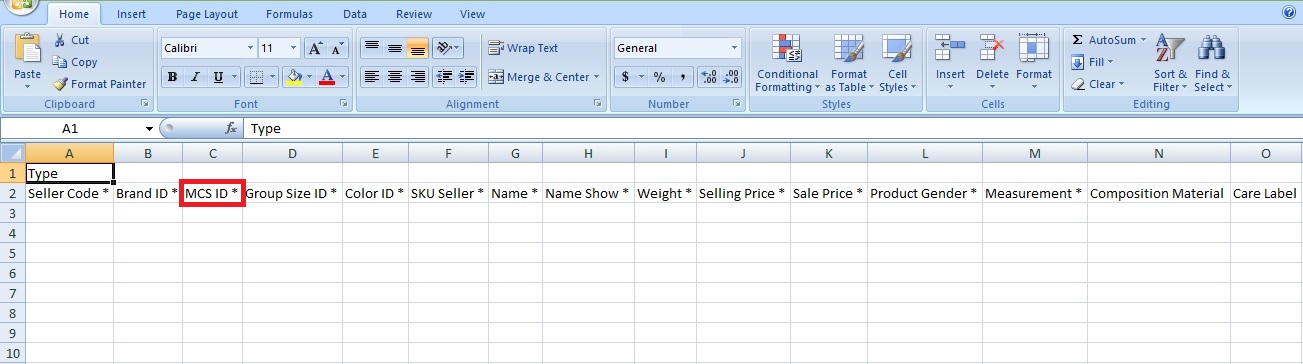 Home Insert Page Layout Formulas Data Review View
Cut
Copy
Format Painter
Paste
Clipboard
Calibri 11 A A
B I U A
Font
Wrap Text
Merge & Center
Alignment
General
$ % , .0 .00 .00 .0
Number
Conditional Formatting
Format as Table
Cell Styles
Styles
Insert Delete Format
Cells
Σ AutoSum
Fill
Clear
Sort & Filter
Find & Select
Editing
A1 fx Type
A B C D E F G H I J K L M N O
1 Type
2 Seller Code * Brand ID * MCS ID * Group Size ID * Color ID * SKU Seller * Name * Name Show * Weight * Selling Price * Sale Price * Product Gender * Measurement * Composition Material Care Label
3
4
5
6
7
8
9
10